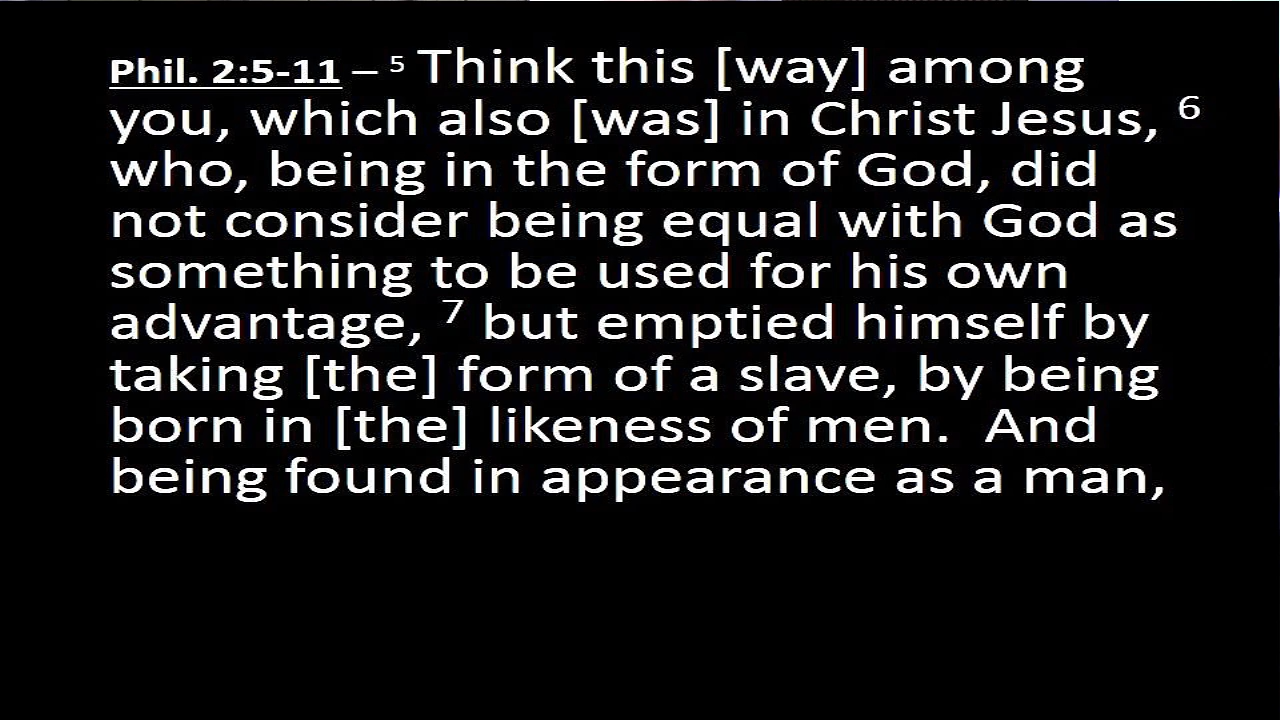 Phil. 2:5-11 – ⁵ Think this [way] among
you, which also [was] in Christ Jesus, ⁶
who, being in the form of God, did
not consider being equal with God as
something to be used for his own
advantage, ⁷ but emptied himself by
taking [the] form of a slave, by being
born in [the] likeness of men.  And
being found in appearance as a man,